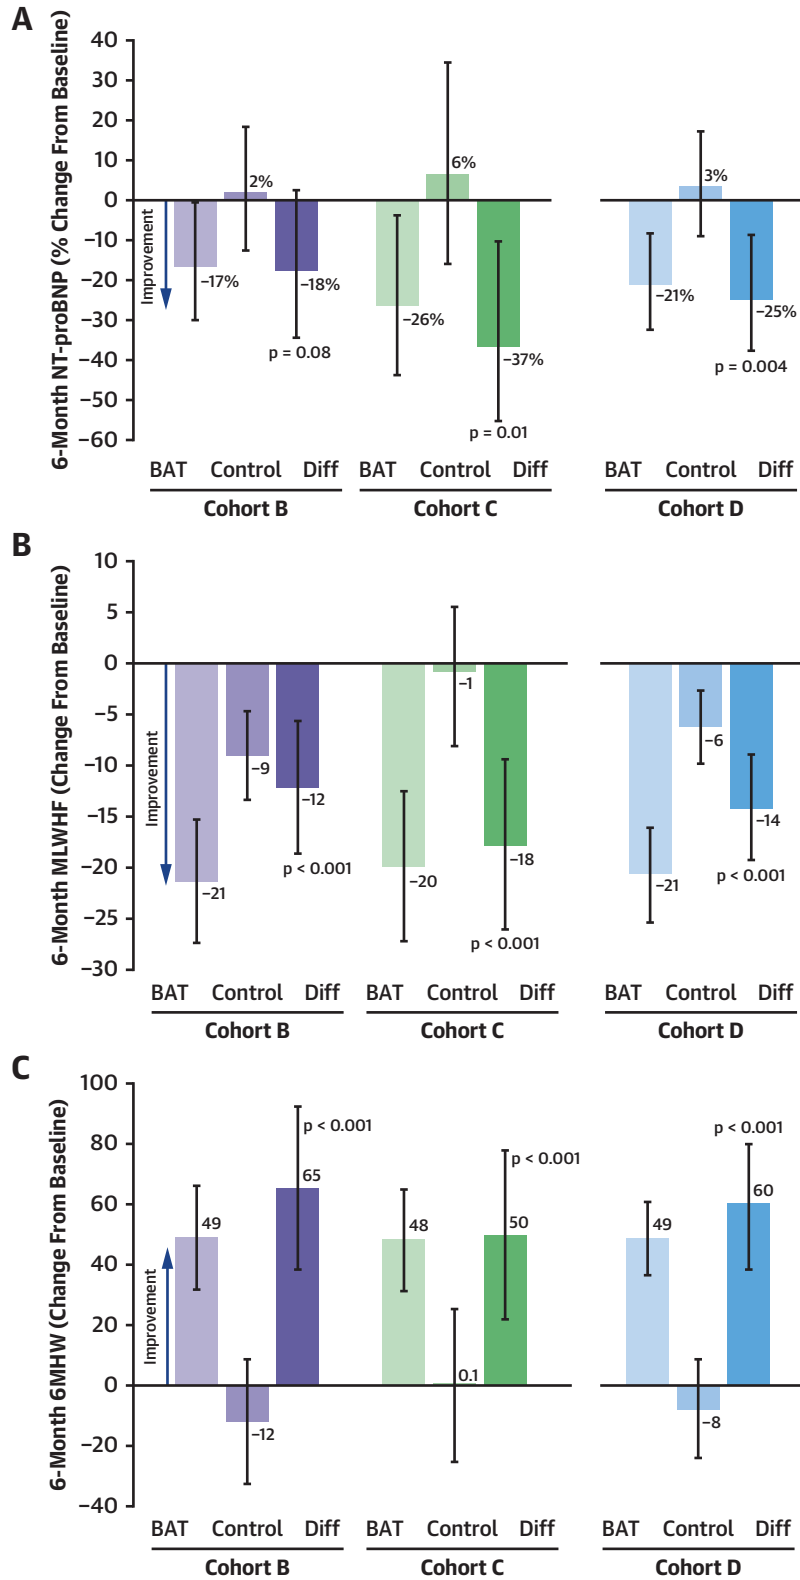 A
6-Month NT-proBNP (% Change From Baseline)
40
30
20
10
0
−10
−20
−30
−40
−50
−60
Improvement
−17%
2%
−18%
p = 0.08
−26%
6%
−37%
p = 0.01
−21%
3%
−25%
p = 0.004
BAT Control Diff BAT Control Diff BAT Control Diff
Cohort B Cohort C Cohort D
B
6-Month MLWHF (Change From Baseline)
10
5
0
−5
−10
−15
−20
−25
−30
Improvement
−21
−9
−12
p < 0.001
−20
−1
−18
p < 0.001
−21
−6
−14
p < 0.001
BAT Control Diff BAT Control Diff BAT Control Diff
Cohort B Cohort C Cohort D
C
6-Month 6MHW (Change From Baseline)
100
80
60
40
20
0
−20
−40
Improvement
49
−12
65
p < 0.001
48
0.1
50
p < 0.001
49
−8
60
p < 0.001
BAT Control Diff BAT Control Diff BAT Control Diff
Cohort B Cohort C Cohort D